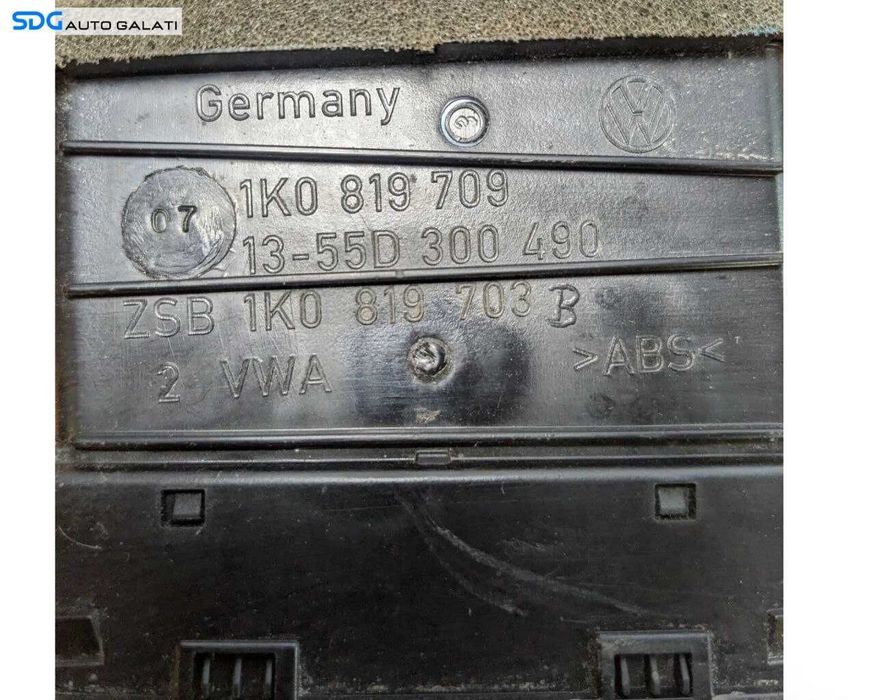 SDG AUTO GALATI
Germany
VW
07
1K0 819 709
13-55D 300 490
ZSB 1K0 819 703 B
2 VWA
>ABS<